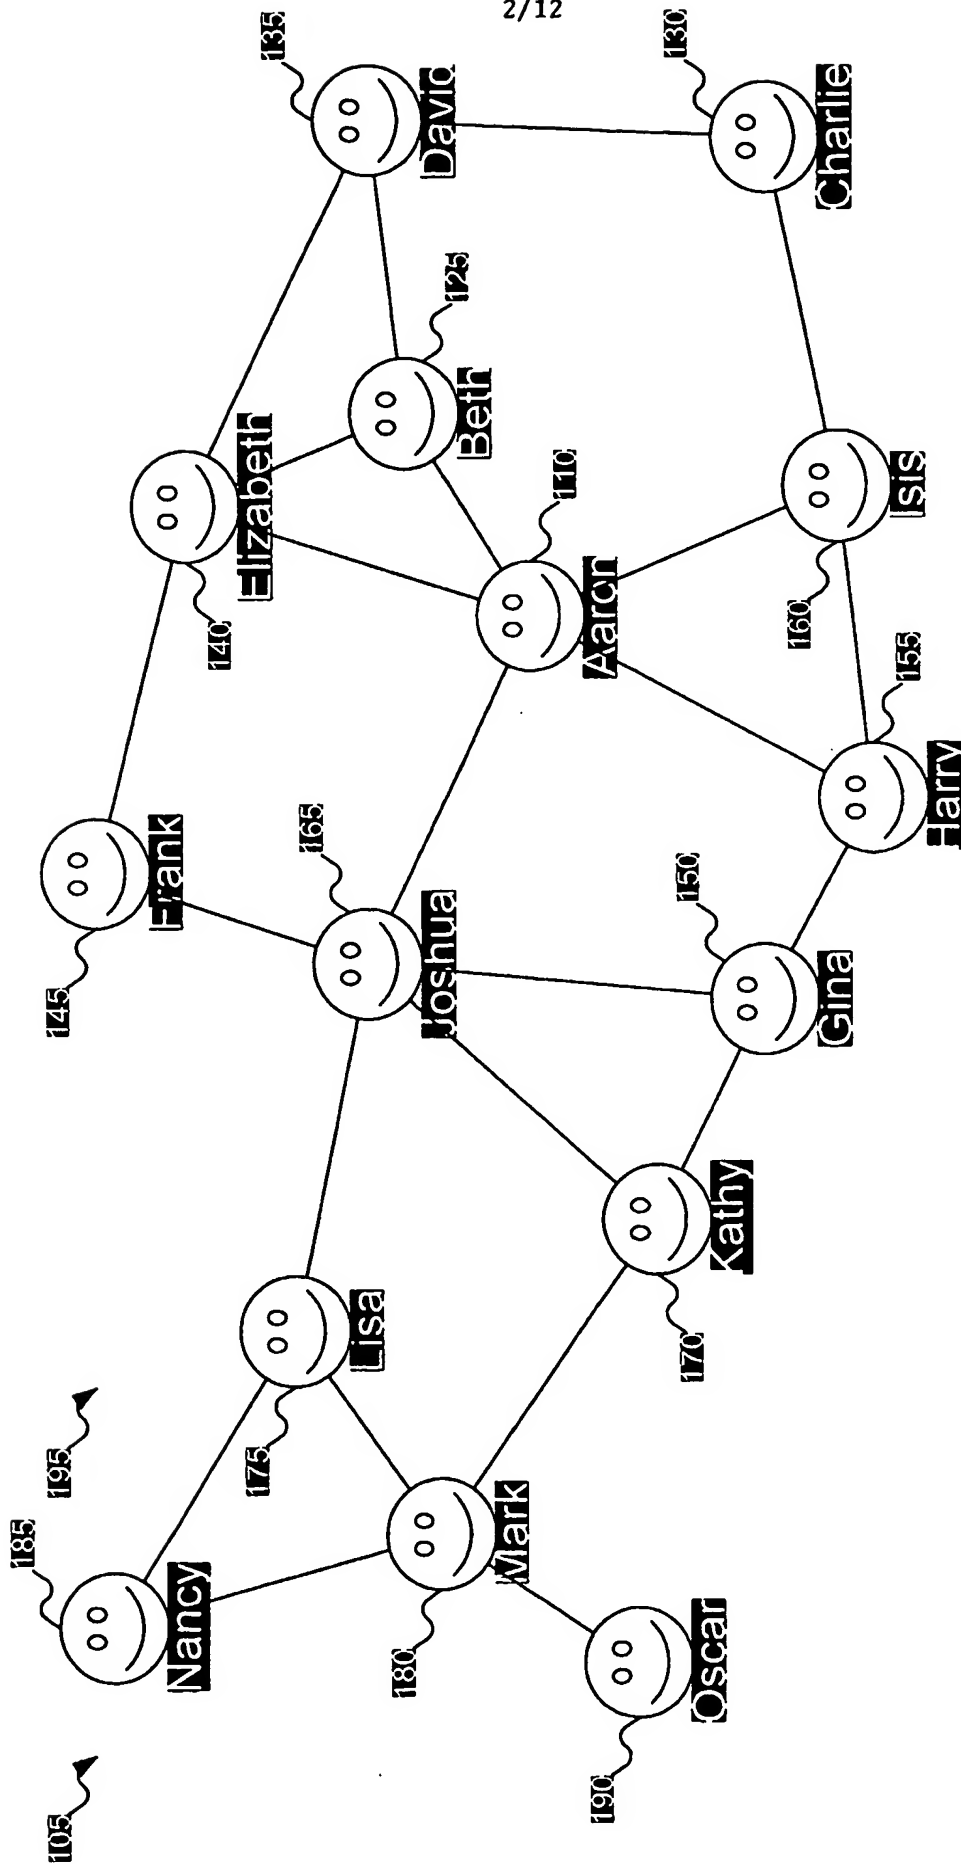 2/12
105
185
195
Nancy
175
Lisa
180
Mark
190
Oscar
145
Frank
165
Joshua
170
Kathy
150
Gina
140
Elizabeth
135
David
125
Beth
110
Aaron
130
Charlie
160
Isis
155
Harry